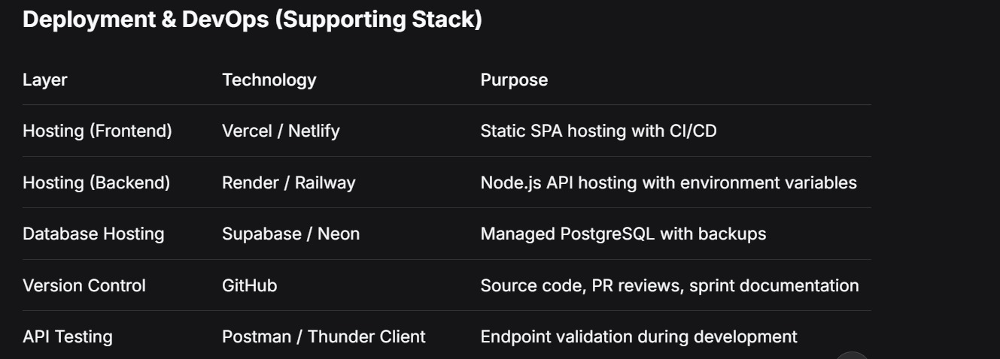 Deployment & DevOps (Supporting Stack)
Layer Technology Purpose
Hosting (Frontend) Vercel / Netlify Static SPA hosting with CI/CD
Hosting (Backend) Render / Railway Node.js API hosting with environment variables
Database Hosting Supabase / Neon Managed PostgreSQL with backups
Version Control GitHub Source code, PR reviews, sprint documentation
API Testing Postman / Thunder Client Endpoint validation during development